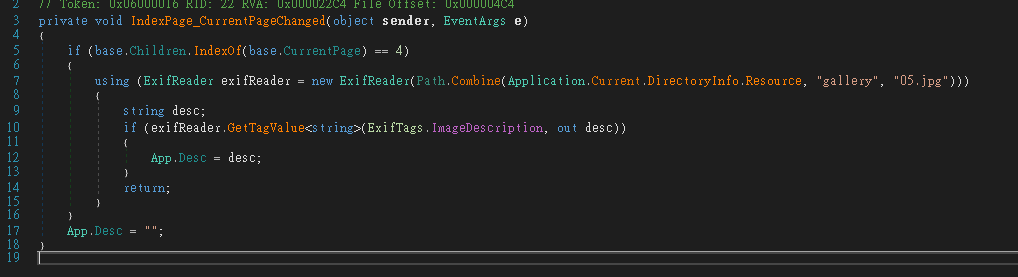 2 // Token: 0x06000016 RID: 22 RVA: 0x000022C4 File Offset: 0x000004C4
3 private void IndexPage_CurrentPageChanged(object sender, EventArgs e)
4 {
5 if (base.Children.IndexOf(base.CurrentPage) == 4)
6 {
7 using (ExifReader exifReader = new ExifReader(Path.Combine(Application.Current.DirectoryInfo.Resource, "gallery", "05.jpg")))
8 {
9 string desc;
10 if (exifReader.GetTagValue<string>(ExifTags.ImageDescription, out desc))
11 {
12 App.Desc = desc;
13 }
14 return;
15 }
16 }
17 App.Desc = "";
18 }
19